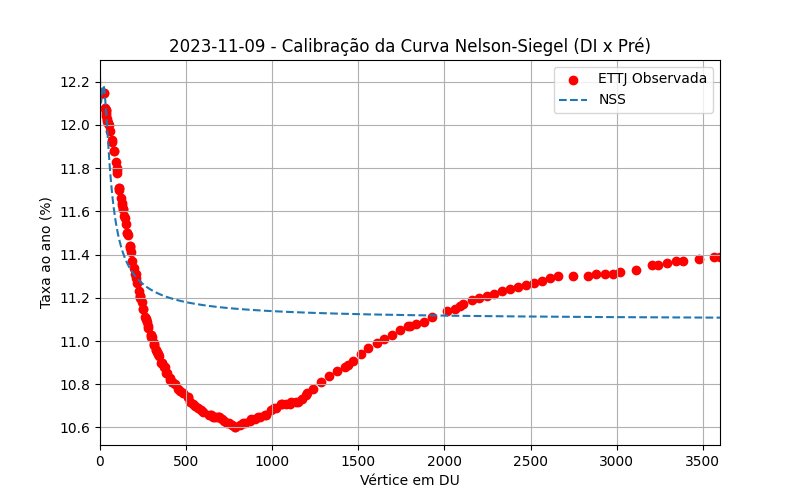 2023-11-09 - Calibração da Curva Nelson-Siegel (DI x Pré)
ETTJ Observada
NSS
Taxa ao ano (%)
12.2
12.0
11.8
11.6
11.4
11.2
11.0
10.8
10.6
0 500 1000 1500 2000 2500 3000 3500
Vértice em DU